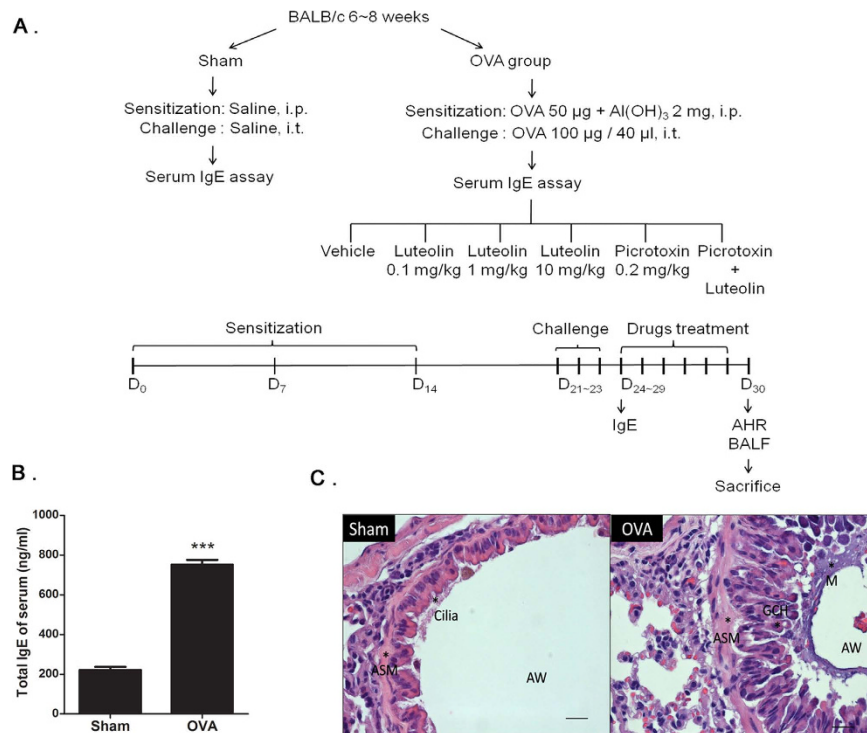 A .
BALB/c 6~8 weeks
Sham
OVA group
Sensitization: Saline, i.p.
Challenge : Saline, i.t.
Sensitization: OVA 50 µg + Al(OH)₃ 2 mg, i.p.
Challenge : OVA 100 µg / 40 µl, i.t.
Serum IgE assay
Serum IgE assay
Vehicle
Luteolin
0.1 mg/kg
Luteolin
1 mg/kg
Luteolin
10 mg/kg
Picrotoxin
0.2 mg/kg
Picrotoxin
+
Luteolin
Sensitization
Challenge
Drugs treatment
D₀
D₇
D₁₄
D₂₁~₂₃
D₂₄~₂₉
D₃₀
IgE
AHR
BALF
Sacrifice
B .
Total IgE of serum (ng/ml)
1000
800
600
400
200
0
***
Sham
OVA
C .
Sham
* Cilia
*
ASM
AW
OVA
*
M
GCH
*
*
ASM
AW